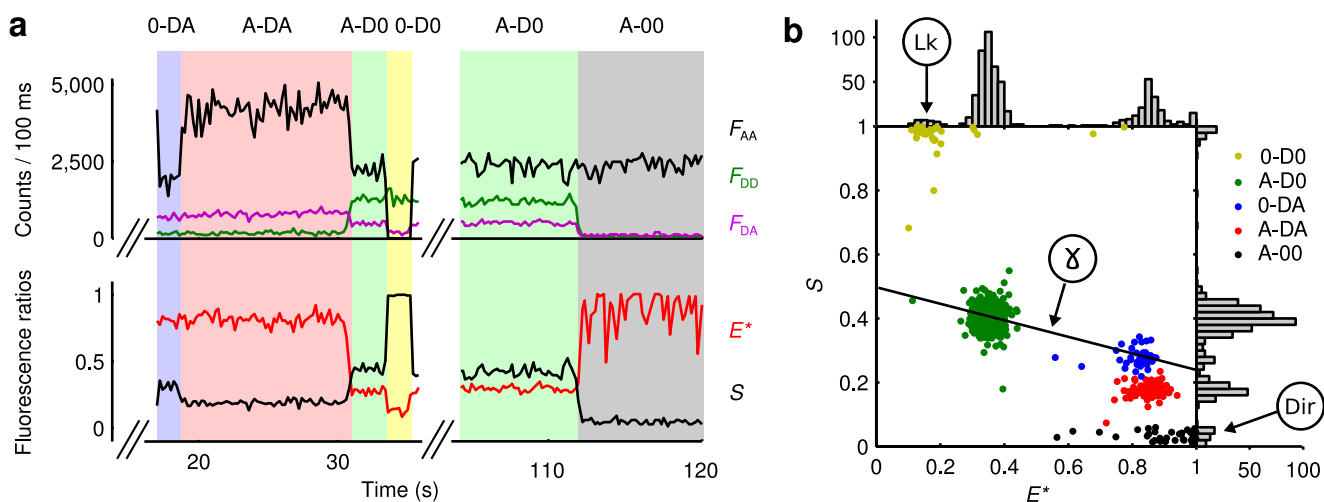 a
0-DA A-DA A-D0 0-D0 A-D0 A-00
Counts / 100 ms
5,000
2,500
0
F_AA
F_DD
F_DA
Fluorescence ratios
1
0.5
0
E*
S
20 30 110 120
Time (s)
b
100
50
Lk
1
0.8
0.6
0.4
0.2
0
S
ɣ
0-D0
A-D0
0-DA
A-DA
A-00
Dir
0 0.2 0.4 0.6 0.8 1 50 100
E*